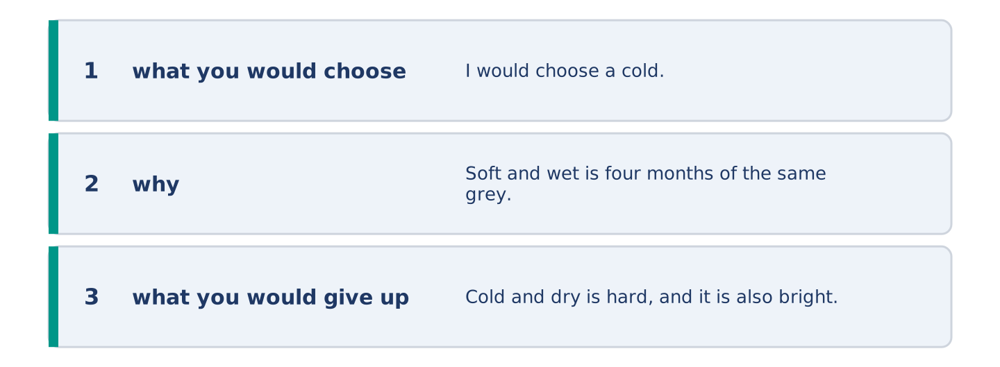 1 what you would choose I would choose a cold.
2 why Soft and wet is four months of the same
grey.
3 what you would give up Cold and dry is hard, and it is also bright.